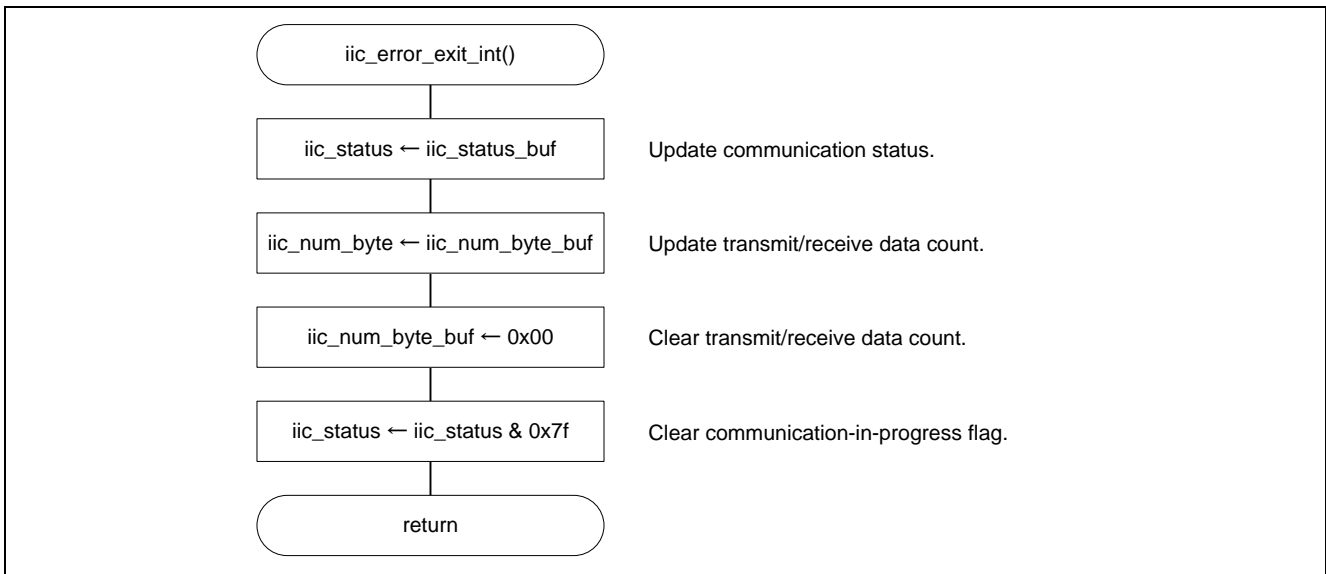 iic_error_exit_int()
iic_status ← iic_status_buf
Update communication status.
iic_num_byte ← iic_num_byte_buf
Update transmit/receive data count.
iic_num_byte_buf ← 0x00
Clear transmit/receive data count.
iic_status ← iic_status & 0x7f
Clear communication-in-progress flag.
return